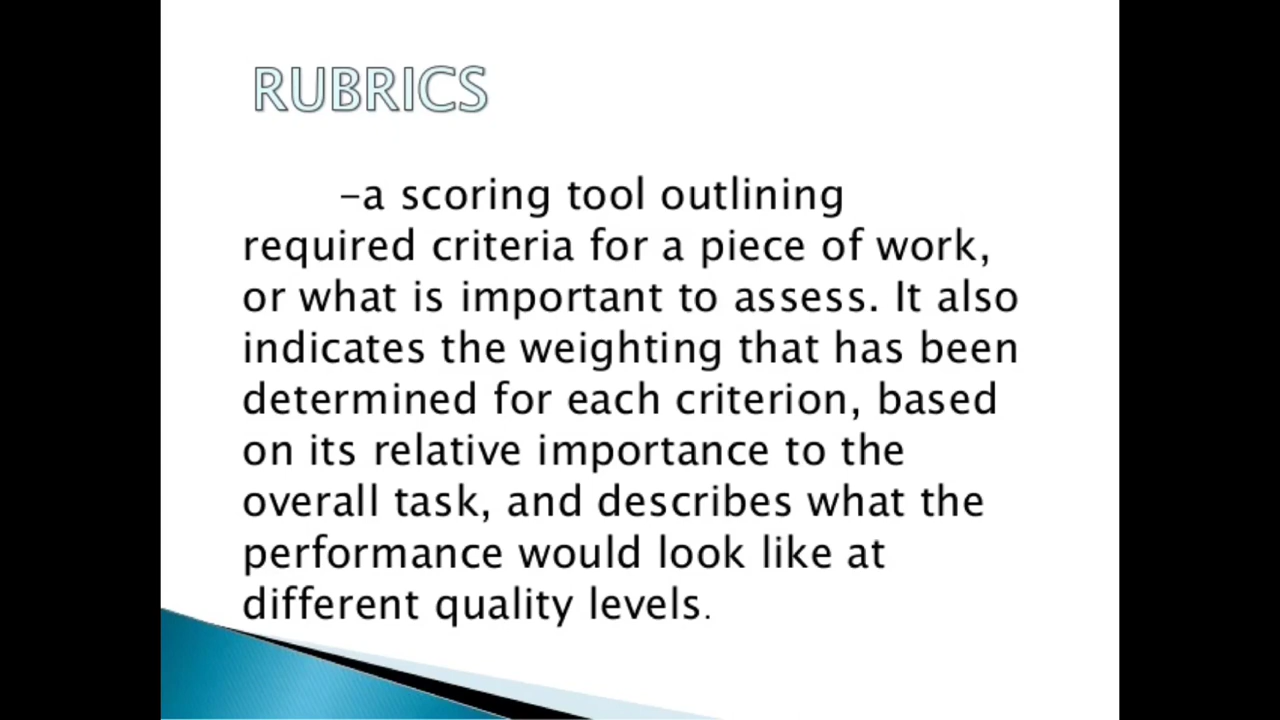 RUBRICS
-a scoring tool outlining
required criteria for a piece of work,
or what is important to assess. It also
indicates the weighting that has been
determined for each criterion, based
on its relative importance to the
overall task, and describes what the
performance would look like at
different quality levels.